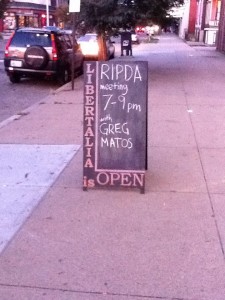 LIBERTALIA
is OPEN
RIPDA
meeting
7-9pm
with
GREG
MATOS